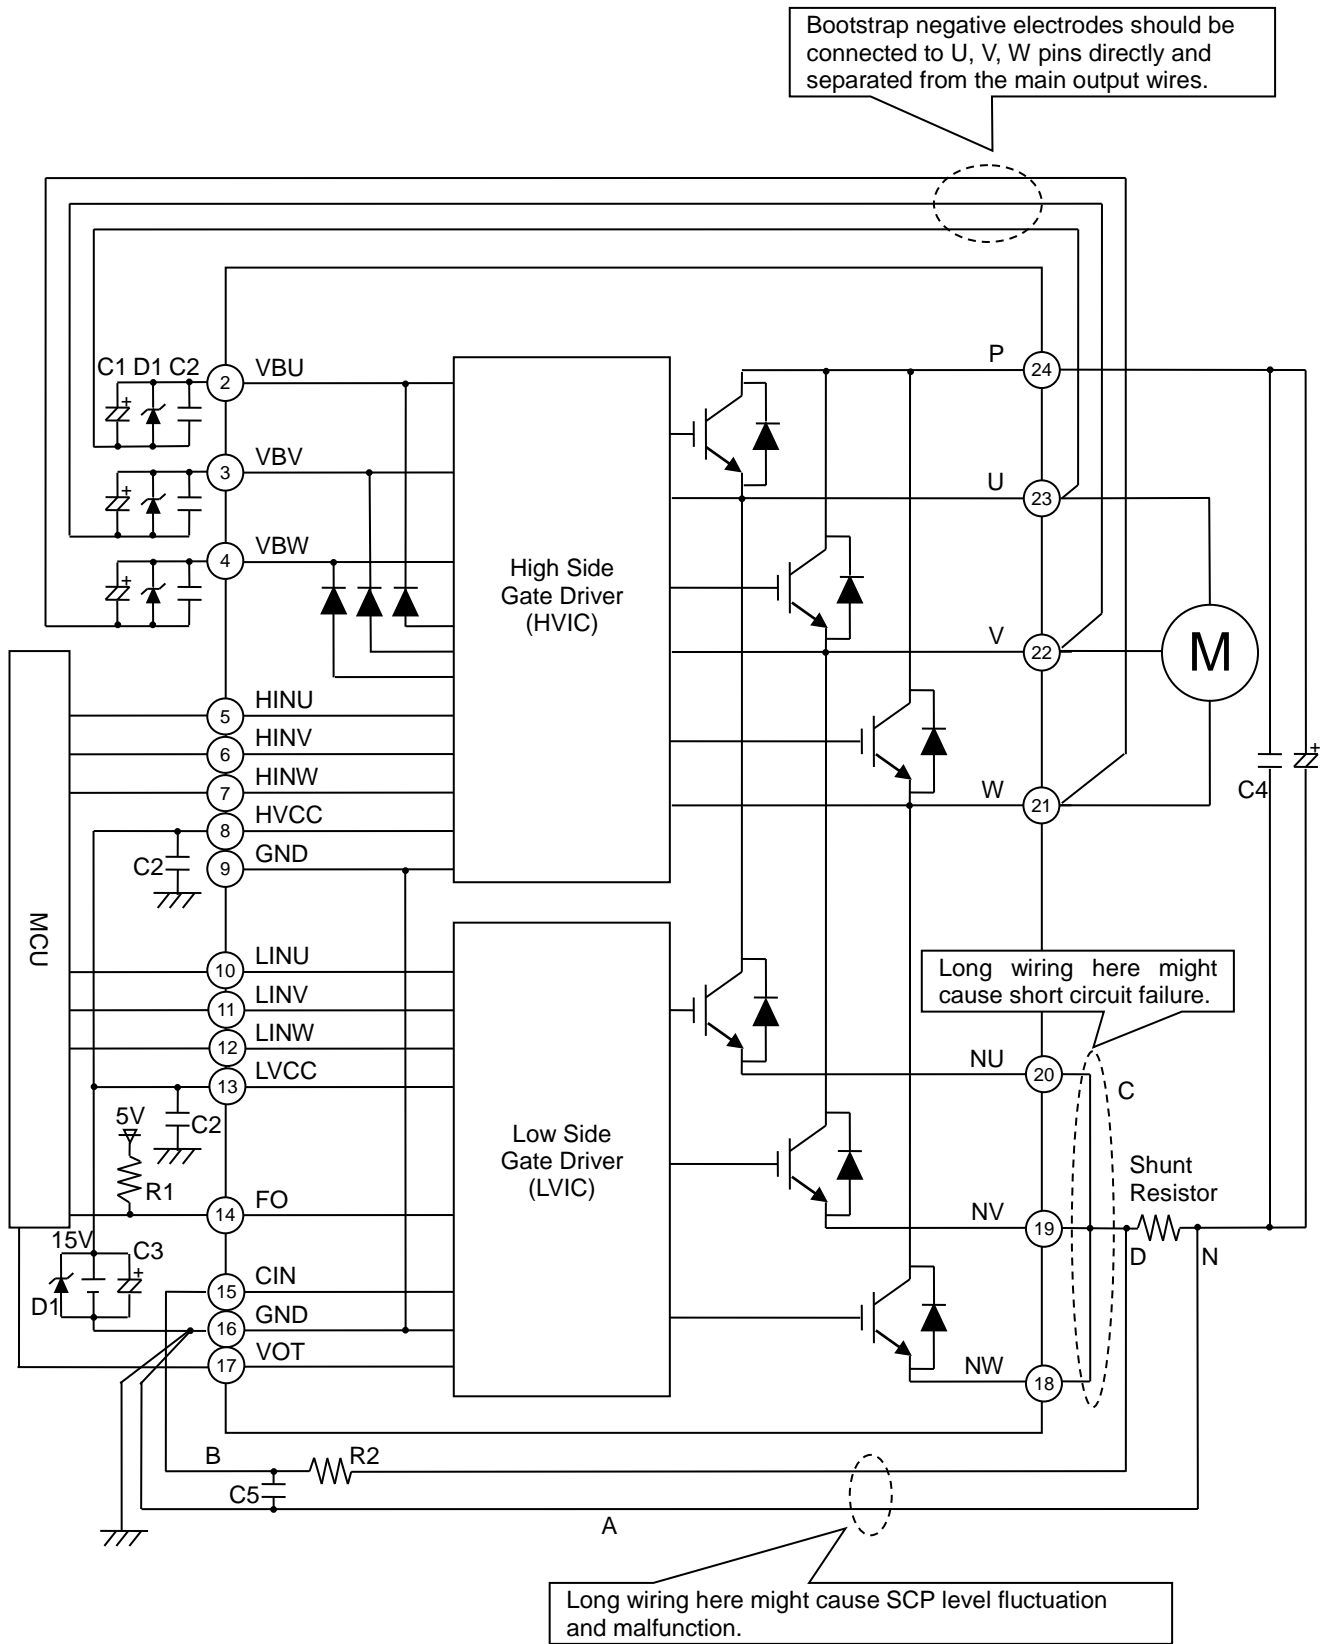 Bootstrap negative electrodes should be
connected to U, V, W pins directly and
separated from the main output wires.
C1 D1 C2
+
2
VBU
P
24
+
3
VBV
U
23
+
4
VBW
High Side
Gate Driver
(HVIC)
V
22
M
5
HINU
6
HINV
7
HINW
8
HVCC
W
21
C4
+
C2
9
GND
MCU
10
LINU
11
LINV
12
LINW
13
LVCC
Long wiring here might
cause short circuit failure.
NU
20
C
C2
5V
R1
Low Side
Gate Driver
(LVIC)
Shunt
Resistor
14
FO
NV
19
D
N
15V
C3
+
D1
15
CIN
16
GND
17
VOT
NW
18
B
R2
C5
A
Long wiring here might cause SCP level fluctuation
and malfunction.